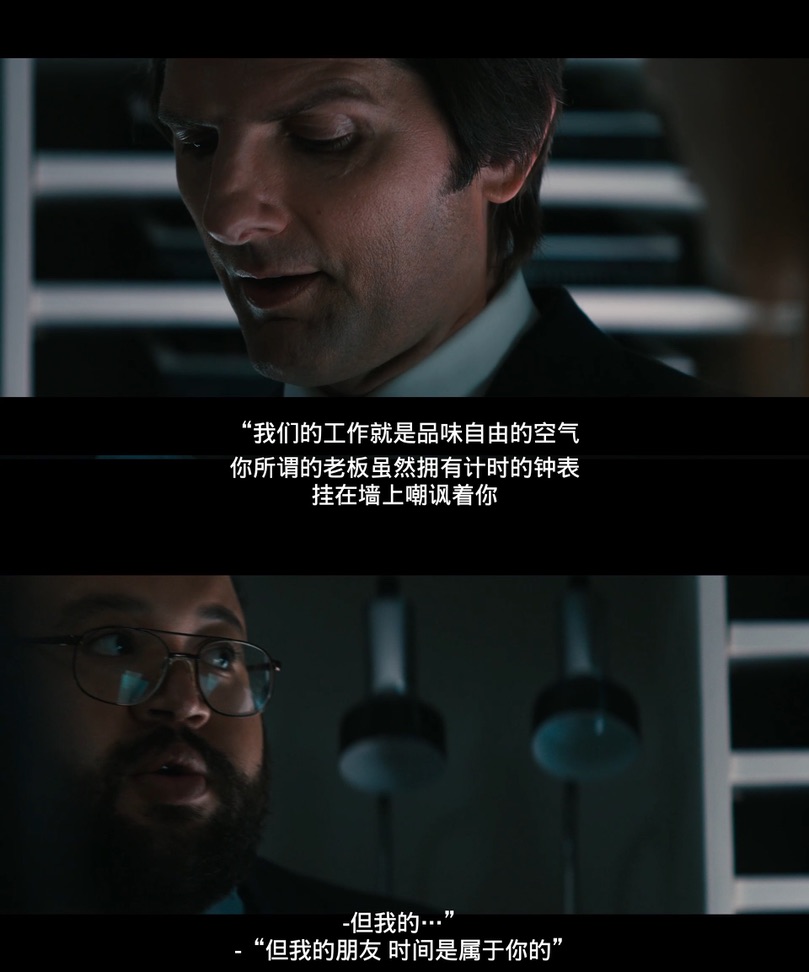 “我们的工作就是品味自由的空气
你所谓的老板虽然拥有计时的钟表
挂在墙上嘲讽着你
-但我的…”
-“但我的朋友 时间是属于你的”